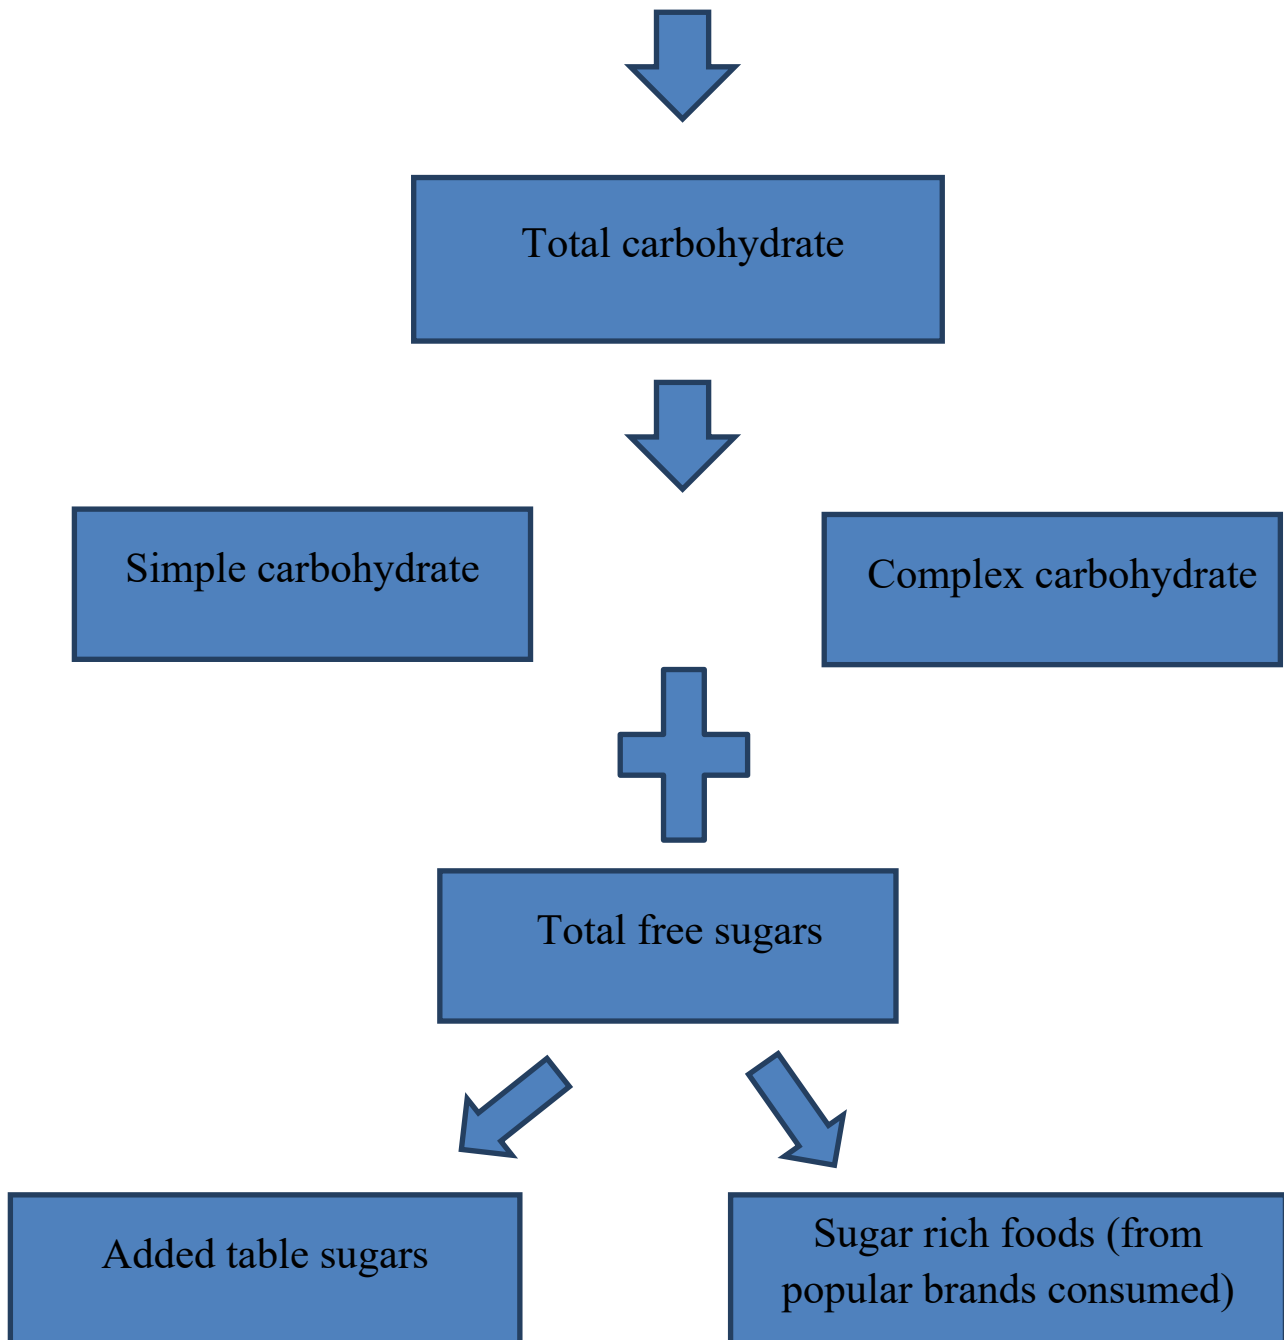 Total carbohydrate
Simple carbohydrate
Complex carbohydrate
Total free sugars
Added table sugars
Sugar rich foods (from
popular brands consumed)